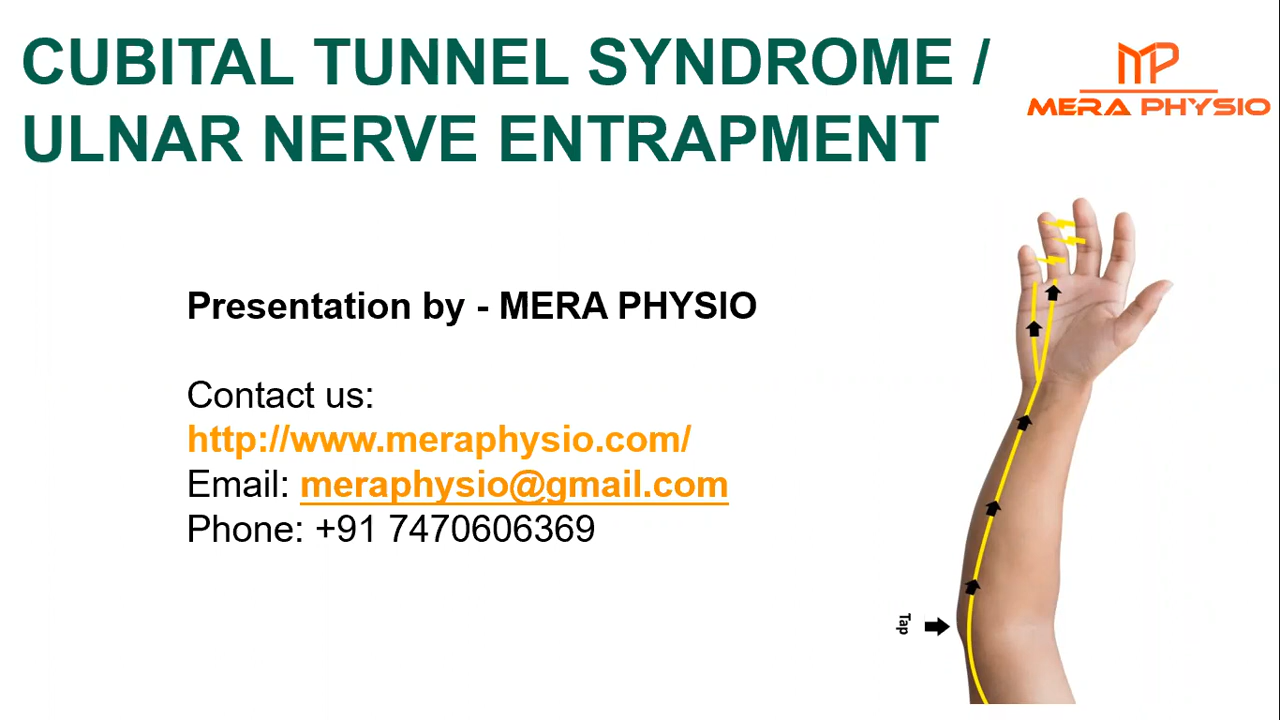 CUBITAL TUNNEL SYNDROME /
ULNAR NERVE ENTRAPMENT
MP
MERA PHYSIO
Presentation by - MERA PHYSIO
Contact us:
http://www.meraphysio.com/
Email: meraphysio@gmail.com
Phone: +91 7470606369
Tap